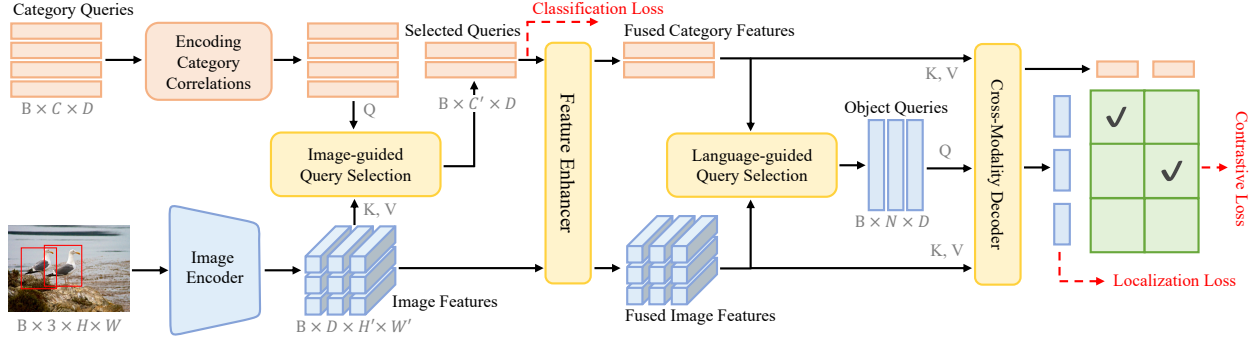 Category Queries
B × C × D
Encoding
Category
Correlations
Q
Image-guided
Query Selection
K, V
Image
Encoder
B × 3 × H × W
Image Features
B × D × H′ × W′
Selected Queries
B × C′ × D
Classification Loss
Feature Enhancer
Fused Category Features
Language-guided
Query Selection
Fused Image Features
Object Queries
B × N × D
K, V
Q
K, V
Cross-Modality Decoder
Contrastive Loss
Localization Loss